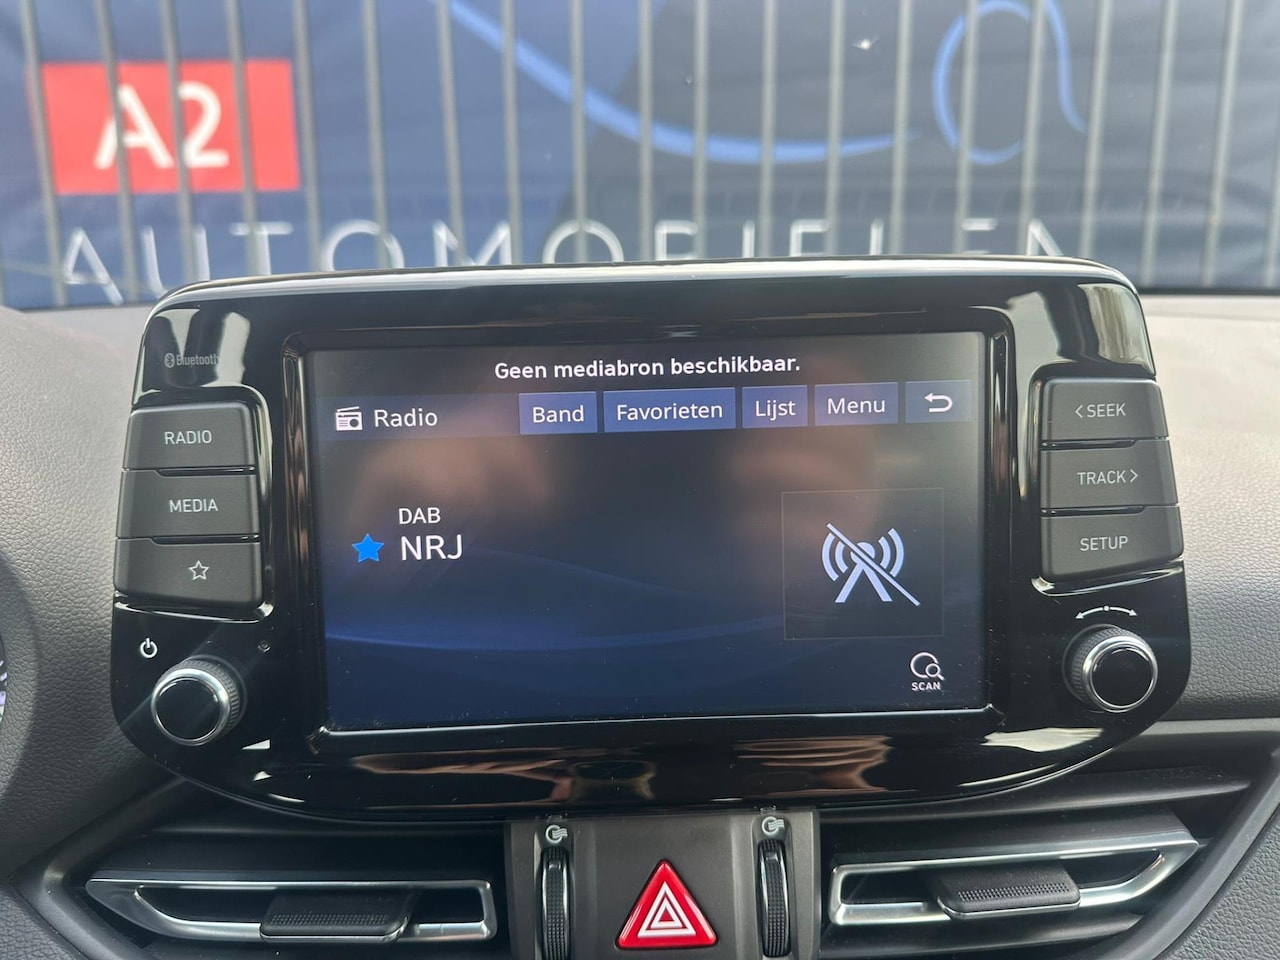 A2
AUTOMOBIELEN
Bluetooth
Geen mediabron beschikbaar.
Radio
Band
Favorieten
Lijst
Menu
RADIO
MEDIA
< SEEK
TRACK >
SETUP
DAB
NRJ
SCAN